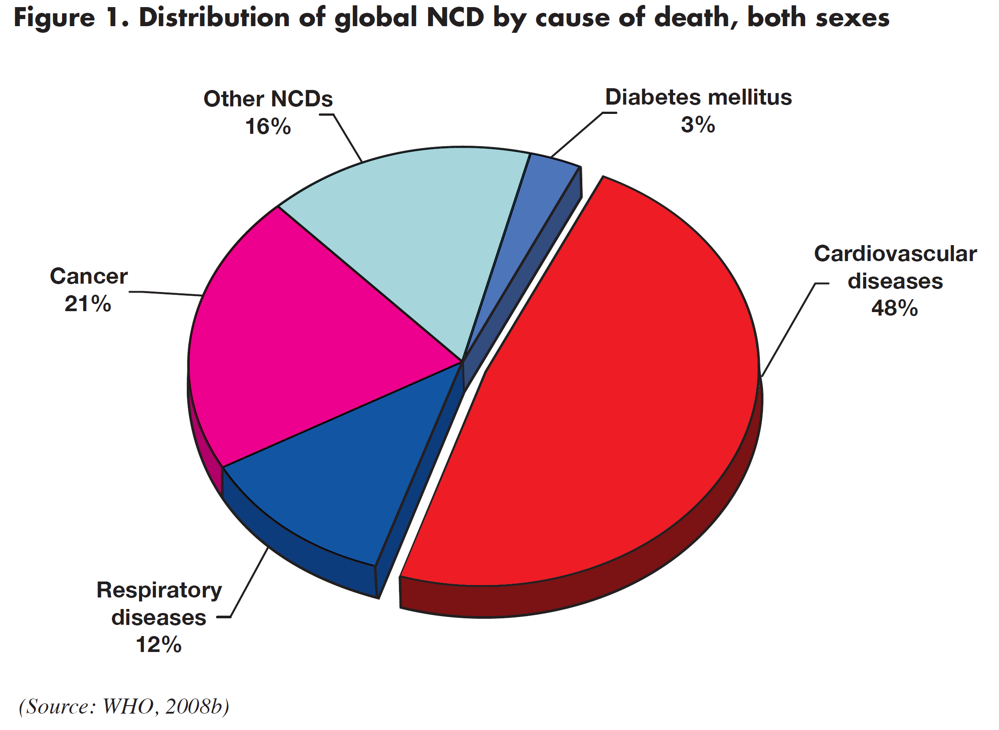 Figure 1. Distribution of global NCD by cause of death, both sexes
Other NCDs
16%
Diabetes mellitus
3%
Cardiovascular
diseases
48%
Cancer
21%
Respiratory
diseases
12%
(Source: WHO, 2008b)